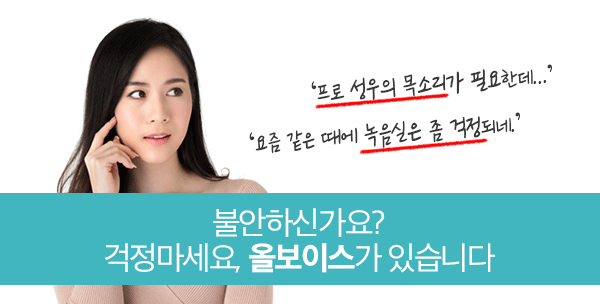 ‘프로 성우의 목소리가 필요한데...’
‘요즘 같은 때에 녹음실은 좀 걱정되네.’
불안하신가요?
걱정마세요, 올보이스가 있습니다